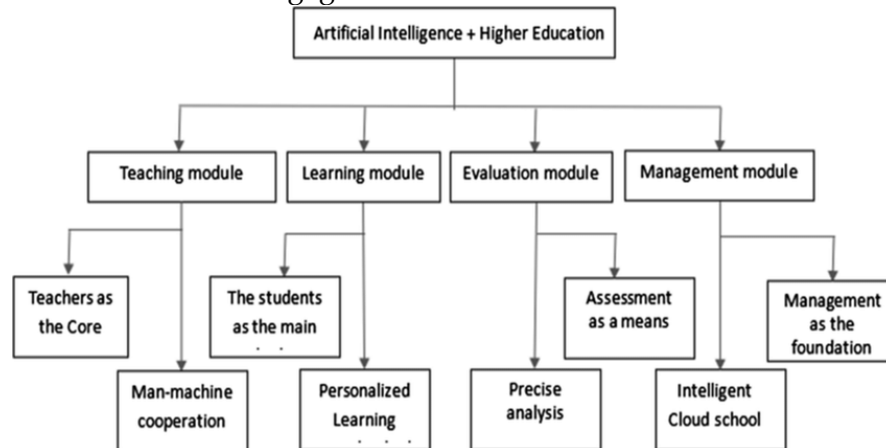 Artificial Intelligence + Higher Education
Teaching module
Learning module
Evaluation module
Management module
Teachers as
the Core
The students
as the main
Assessment
as a means
Management
as the
foundation
Man-machine
cooperation
Personalized
Learning
Precise
analysis
Intelligent
Cloud school